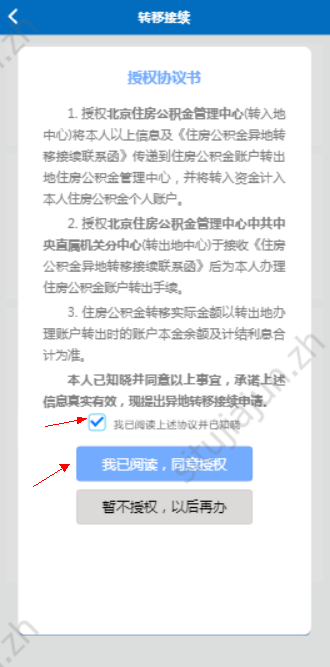 转移接续
授权协议书
1. 授权北京住房公积金管理中心(转入地
中心)将本人以上信息及《住房公积金异地转
移接续联系函》传递到住房公积金账户转出
地住房公积金管理中心，并将转入资金计入
本人住房公积金个人账户。
2. 授权北京住房公积金管理中心中共中
央直属机关分中心(转出地中心)于接收《住房
公积金异地转移接续联系函》后为本人办理
住房公积金账户转出手续。
3. 住房公积金转移实际金额以转出地办
理账户转出时的账户本金余额及计结利息合
计为准。
本人已知晓并同意以上事宜，承诺上述
信息真实有效，现提出异地转移接续申请。
我已阅读上述协议并已知晓
我已阅读，同意授权
暂不授权，以后再办
situjiajun.zh